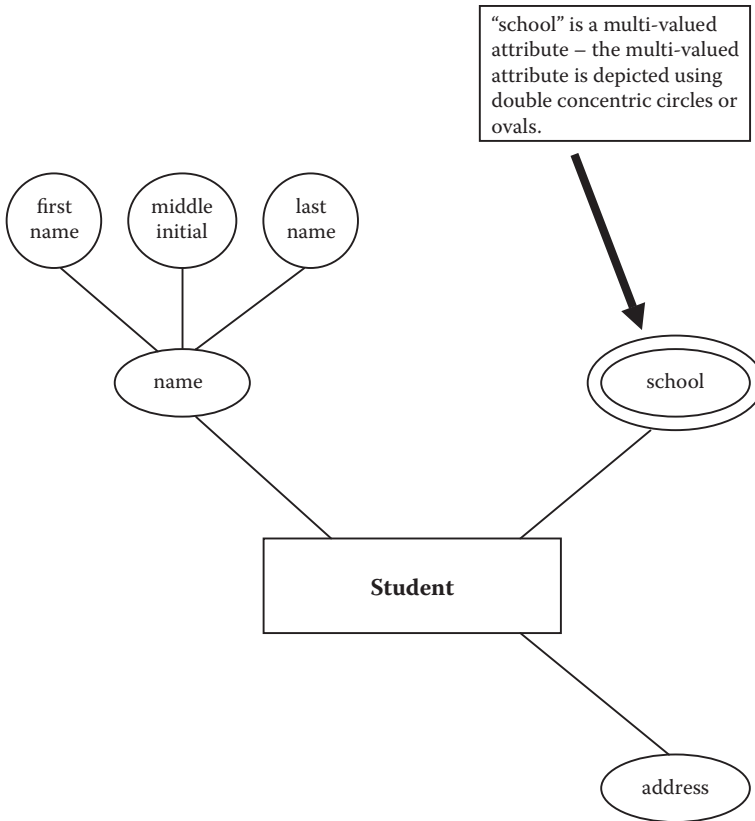 “school” is a multi-valued
attribute – the multi-valued
attribute is depicted using
double concentric circles or
ovals.
first
name
middle
initial
last
name
name
school
Student
address